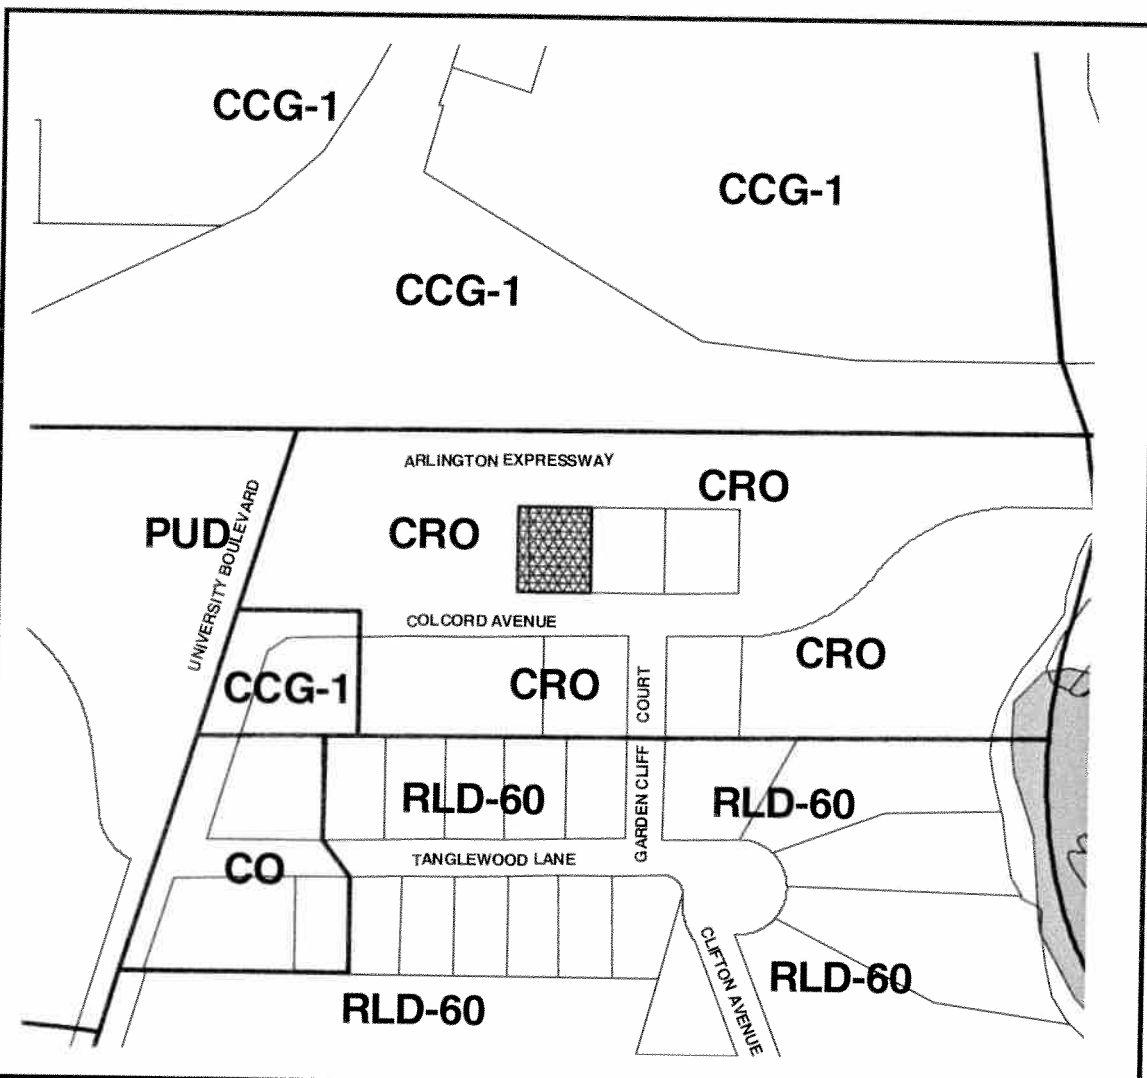 CCG-1
CCG-1
CCG-1
ARLINGTON EXPRESSWAY
CRO
PUD
CRO
UNIVERSITY BOULEVARD
COLCORD AVENUE
CRO
CCG-1
CRO
GARDEN CLIFF COURT
RLD-60
RLD-60
TANGLEWOOD LANE
CO
CLIFTON AVENUE
RLD-60
RLD-60